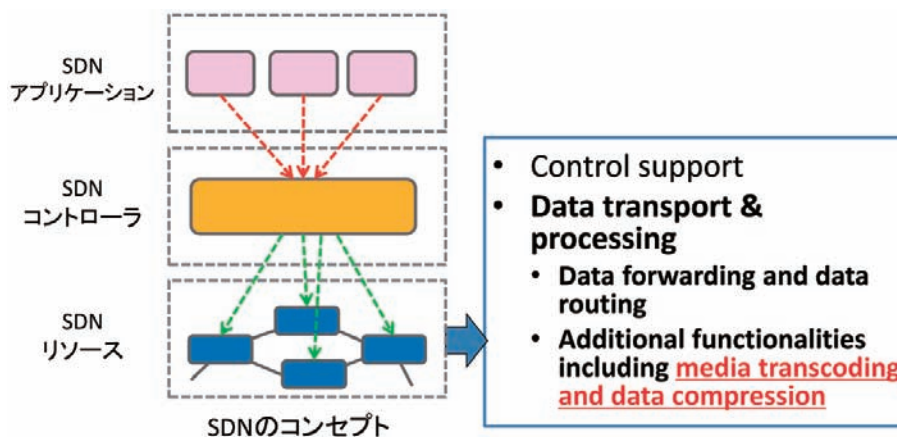 SDN
アプリケーション
SDN
コントローラ
SDN
リソース
SDNのコンセプト
• Control support
• Data transport &
processing
• Data forwarding and data
routing
• Additional functionalities
including media transcoding
and data compression